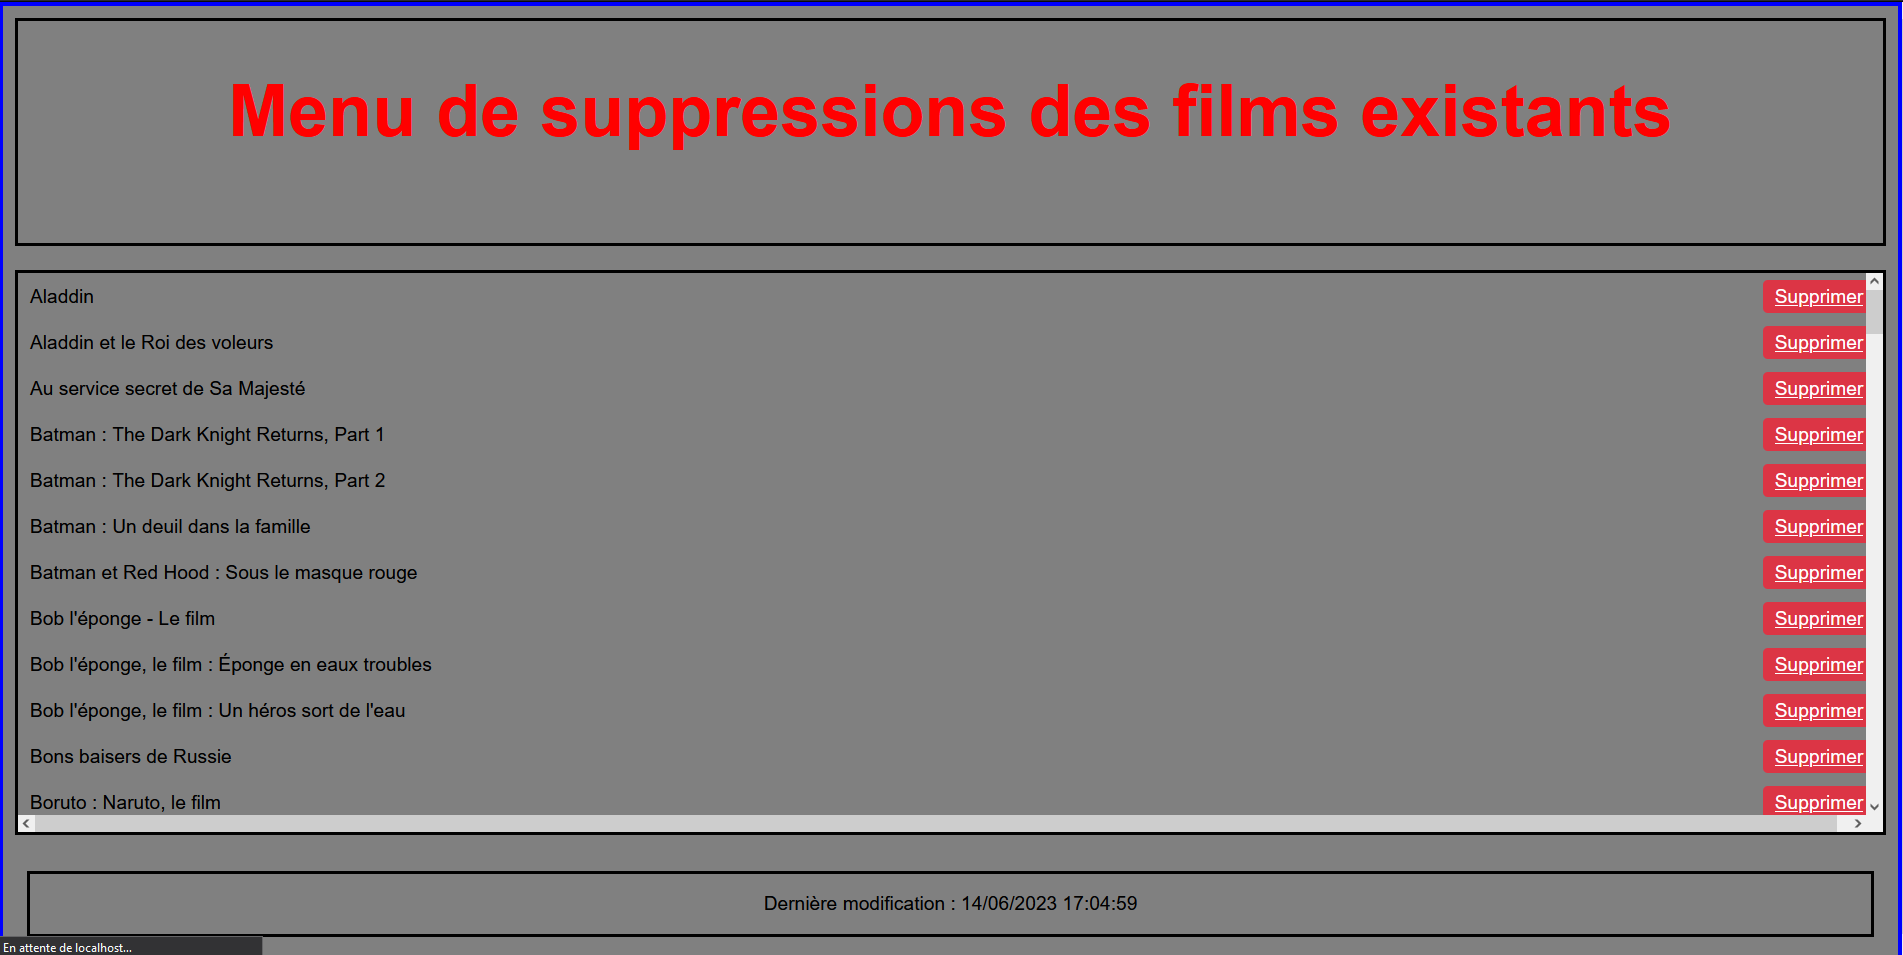 Menu de suppressions des films existants
Aladdin Supprimer
Aladdin et le Roi des voleurs Supprimer
Au service secret de Sa Majesté Supprimer
Batman : The Dark Knight Returns, Part 1 Supprimer
Batman : The Dark Knight Returns, Part 2 Supprimer
Batman : Un deuil dans la famille Supprimer
Batman et Red Hood : Sous le masque rouge Supprimer
Bob l'éponge - Le film Supprimer
Bob l'éponge, le film : Éponge en eaux troubles Supprimer
Bob l'éponge, le film : Un héros sort de l'eau Supprimer
Bons baisers de Russie Supprimer
Boruto : Naruto, le film Supprimer
Dernière modification : 14/06/2023 17:04:59
En attente de localhost...